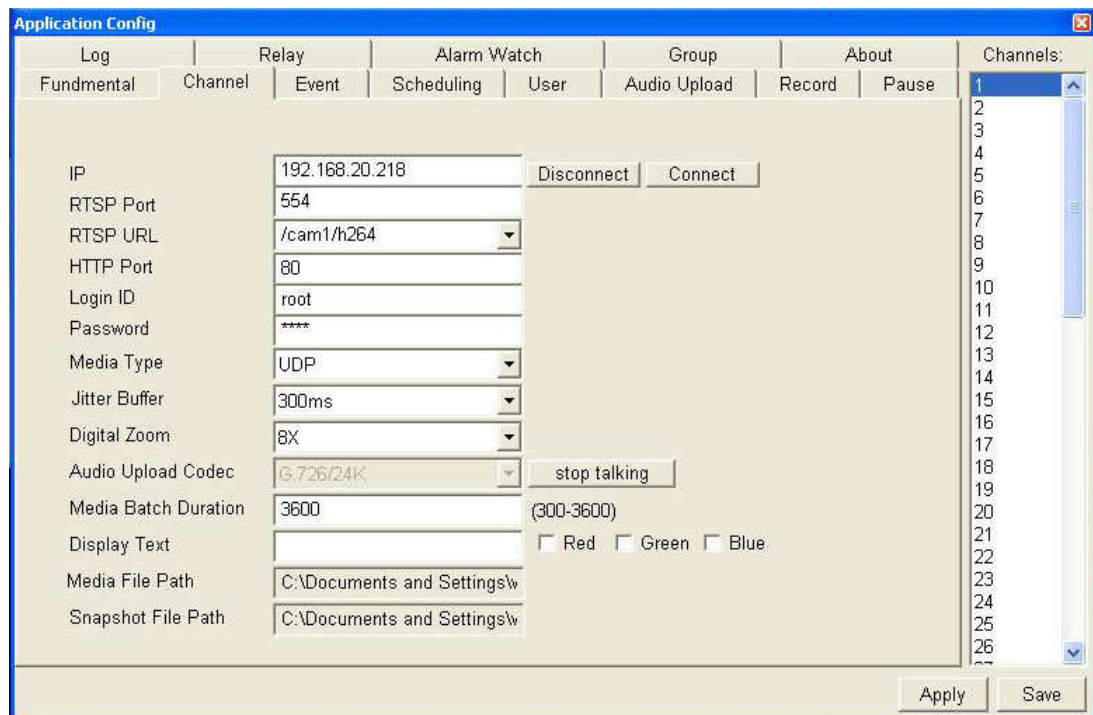 Application Config
Log Relay Alarm Watch Group About Channels:
Fundmental Channel Event Scheduling User Audio Upload Record Pause
IP 192.168.20.218 Disconnect Connect
RTSP Port 554
RTSP URL /cam1/h264
HTTP Port 80
Login ID root
Password ****
Media Type UDP
Jitter Buffer 300ms
Digital Zoom 8X
Audio Upload Codec G.726/24K stop talking
Media Batch Duration 3600 (300-3600)
Display Text Red Green Blue
Media File Path C:\Documents and Settings\w
Snapshot File Path C:\Documents and Settings\w
1
2
3
4
5
6
7
8
9
10
11
12
13
14
15
16
17
18
19
20
21
22
23
24
25
26
Apply Save